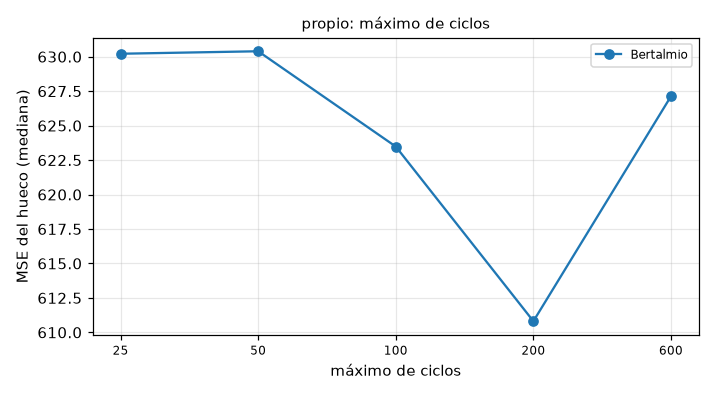 propio: máximo de ciclos
Bertalmio
MSE del hueco (mediana)
630.0
627.5
625.0
622.5
620.0
617.5
615.0
612.5
610.0
25 50 100 200 600
máximo de ciclos